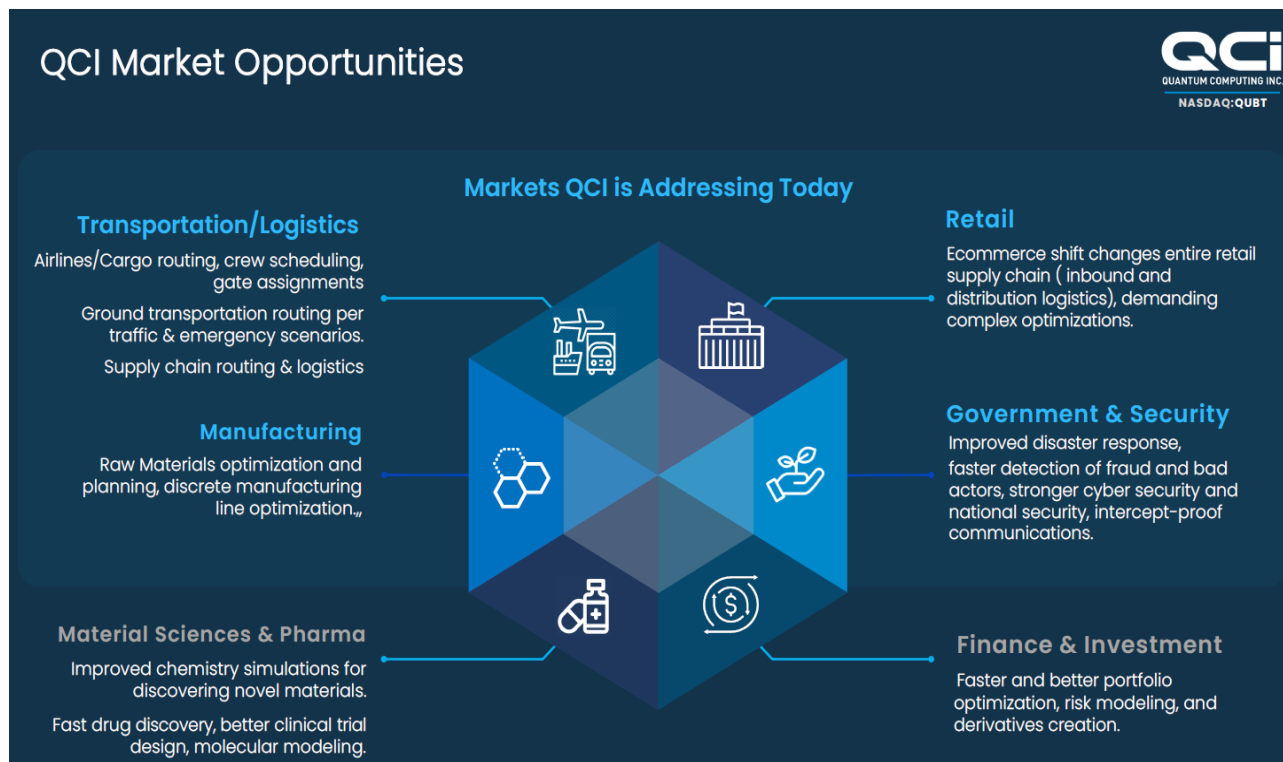 QCI Market Opportunities
QCi
QUANTUM COMPUTING INC.
NASDAQ:QUBT
Markets QCI is Addressing Today
Transportation/Logistics
Airlines/Cargo routing, crew scheduling,
gate assignments
Ground transportation routing per
traffic & emergency scenarios.
Supply chain routing & logistics
Manufacturing
Raw Materials optimization and
planning, discrete manufacturing
line optimization.,,
Material Sciences & Pharma
Improved chemistry simulations for
discovering novel materials.
Fast drug discovery, better clinical trial
design, molecular modeling.
Retail
Ecommerce shift changes entire retail
supply chain ( inbound and
distribution logistics), demanding
complex optimizations.
Government & Security
Improved disaster response,
faster detection of fraud and bad
actors, stronger cyber security and
national security, intercept-proof
communications.
Finance & Investment
Faster and better portfolio
optimization, risk modeling, and
derivatives creation.
$